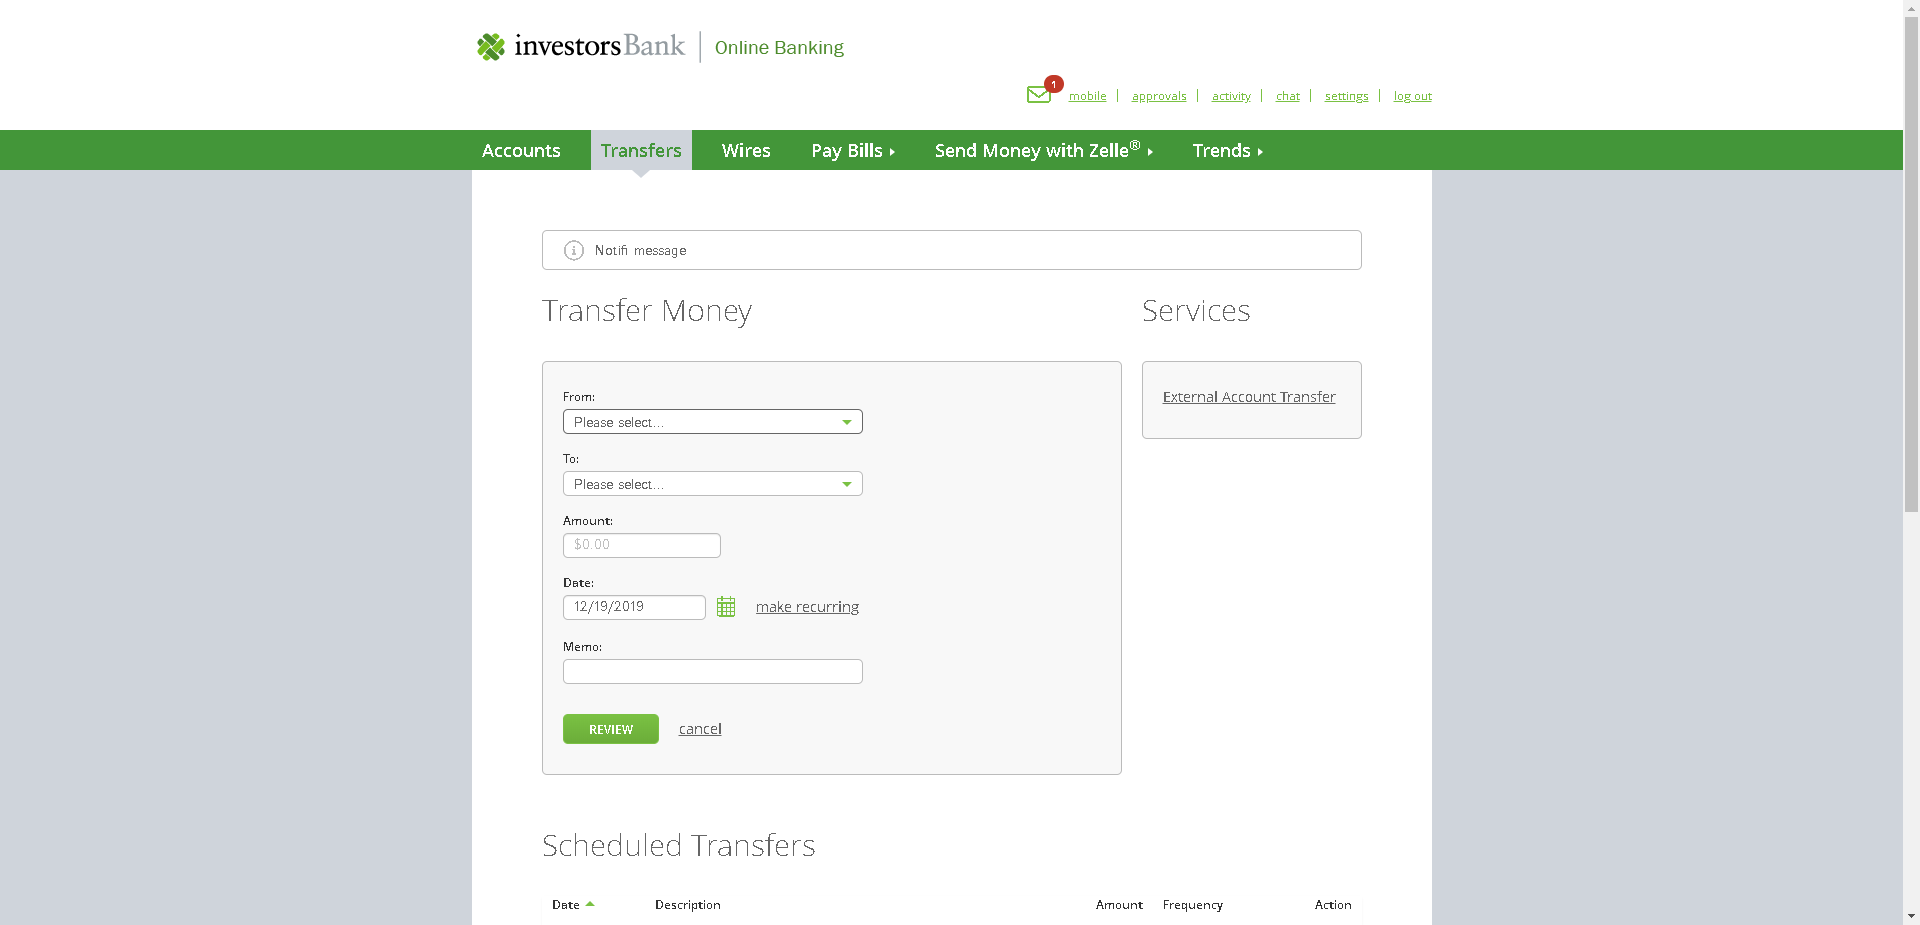 investorsBank Online Banking
1
mobile approvals activity chat settings log out
Accounts Transfers Wires Pay Bills Send Money with Zelle® Trends
Notifi message
Transfer Money
Services
From:
Please select...
External Account Transfer
To:
Please select...
Amount:
$0.00
Date:
12/19/2019 make recurring
Memo:
REVIEW cancel
Scheduled Transfers
Date Description Amount Frequency Action